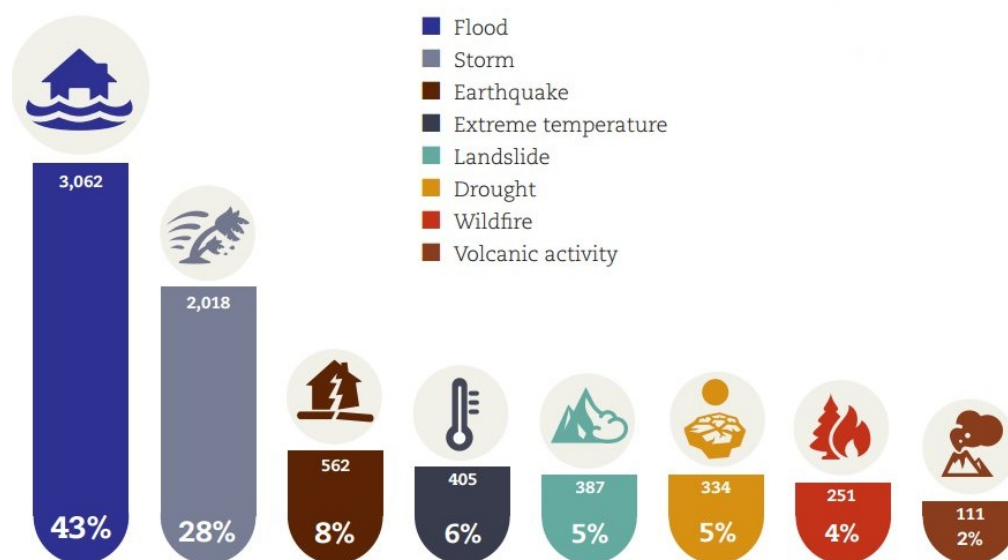 Flood
Storm
Earthquake
Extreme temperature
Landslide
Drought
Wildfire
Volcanic activity
3,062
43%
2,018
28%
562
8%
405
6%
387
5%
334
5%
251
4%
111
2%